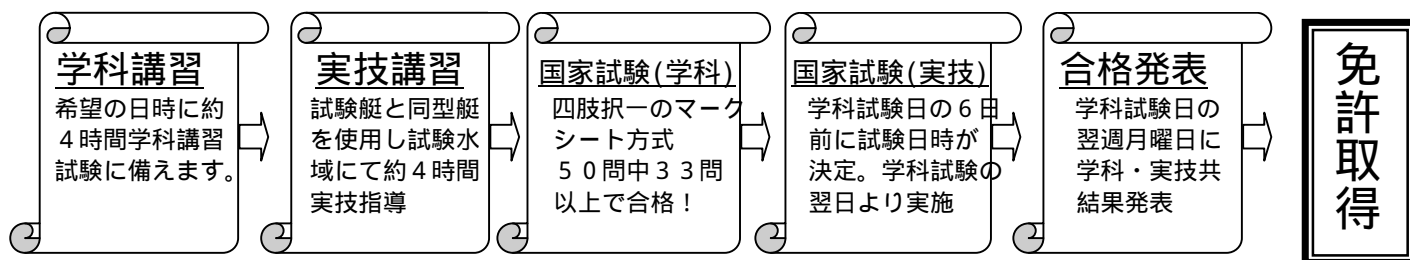 学科講習
希望の日時に約
４時間学科講習
試験に備えます。
実技講習
試験艇と同型艇
を使用し試験水
域にて約４時間
実技指導
国家試験(学科)
四肢択一のマーク
シート方式
５０問中３３問
以上で合格！
国家試験(実技)
学科試験日の６日
前に試験日時が
決定。学科試験の
翌日より実施
合格発表
学科試験日の
翌週月曜日に
学科・実技共
結果発表
免許取得